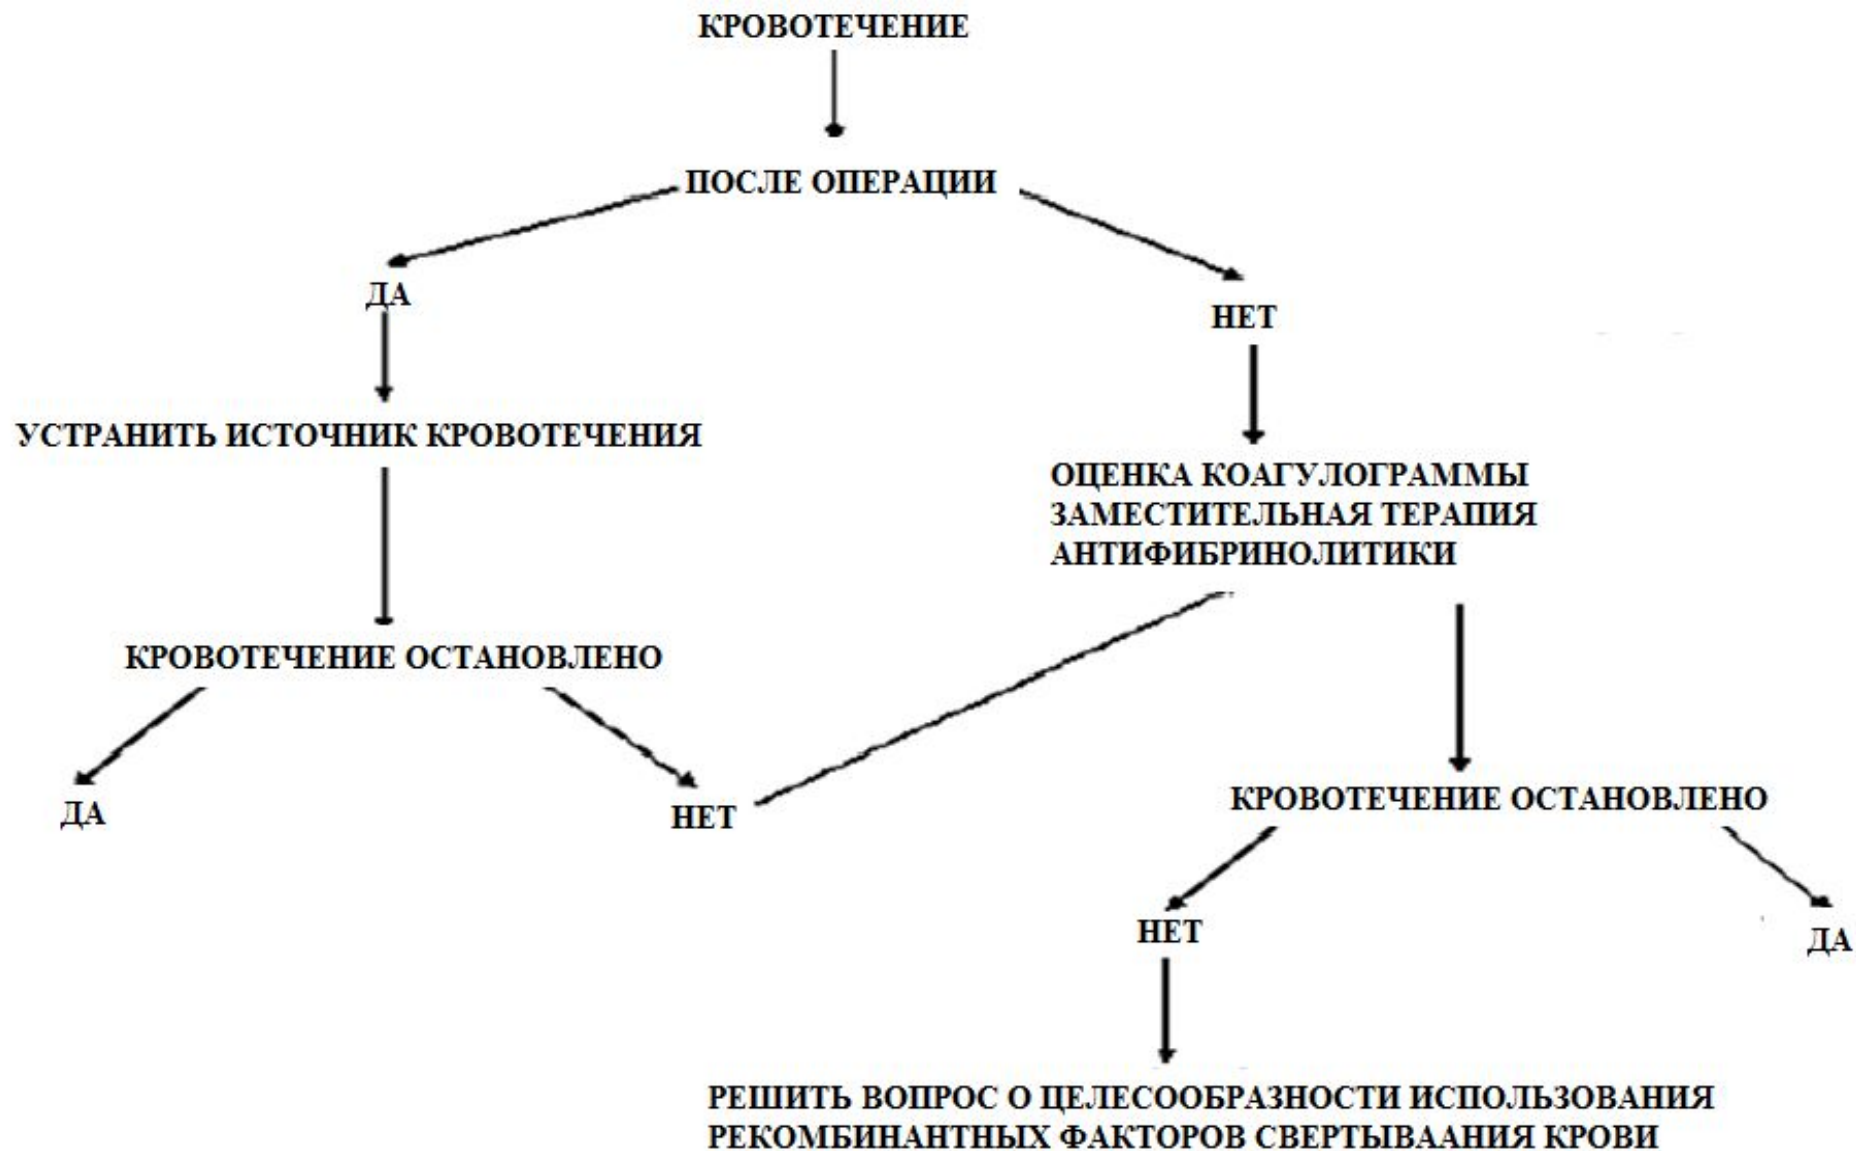 КРОВОТЕЧЕНИЕ
ПОСЛЕ ОПЕРАЦИИ
ДА
НЕТ
УСТРАНИТЬ ИСТОЧНИК КРОВОТЕЧЕНИЯ
ОЦЕНКА КОАГУЛОГРАММЫ
ЗАМЕСТИТЕЛЬНАЯ ТЕРАПИЯ
АНТИФИБРИНОЛИТИКИ
КРОВОТЕЧЕНИЕ ОСТАНОВЛЕНО
ДА
НЕТ
КРОВОТЕЧЕНИЕ ОСТАНОВЛЕНО
НЕТ
ДА
РЕШИТЬ ВОПРОС О ЦЕЛЕСООБРАЗНОСТИ ИСПОЛЬЗОВАНИЯ
РЕКОМБИНАНТНЫХ ФАКТОРОВ СВЕРТЫВААНИЯ КРОВИ